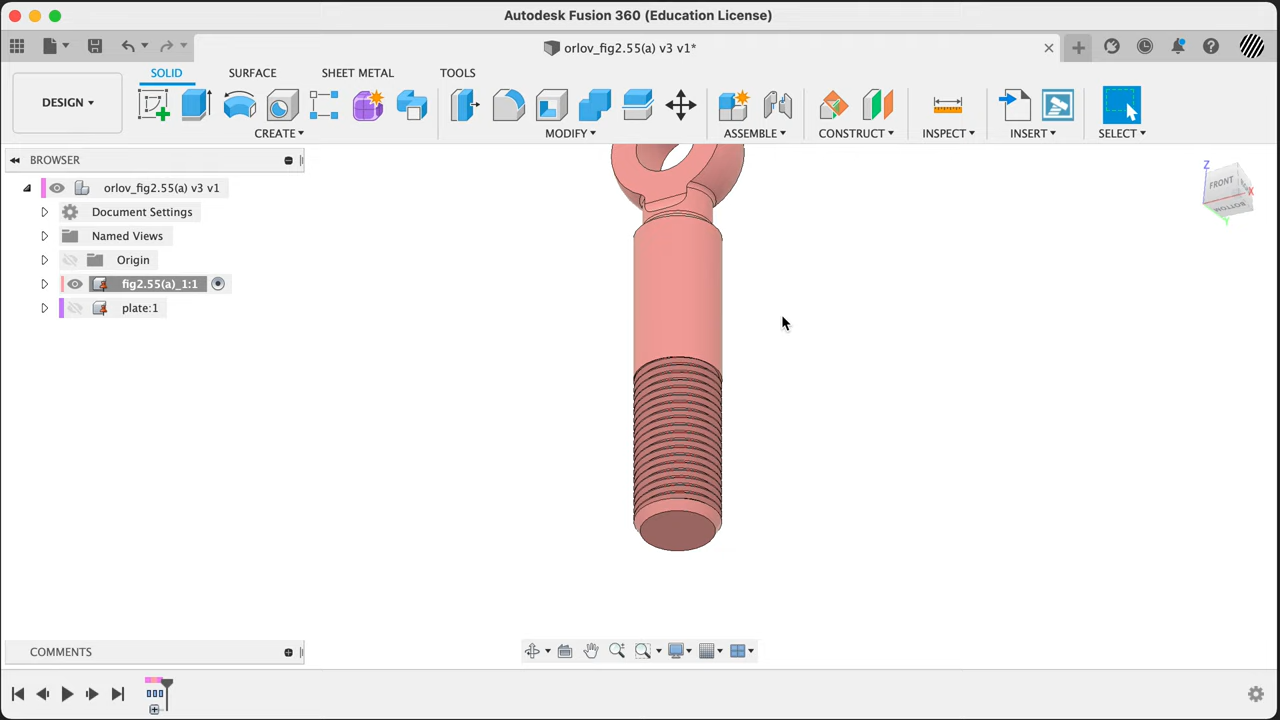 Autodesk Fusion 360 (Education License)
orlov_fig2.55(a) v3 v1*
SOLID SURFACE SHEET METAL TOOLS
DESIGN
CREATE MODIFY ASSEMBLE CONSTRUCT INSPECT INSERT SELECT
BROWSER
orlov_fig2.55(a) v3 v1
Document Settings
Named Views
Origin
fig2.55(a)_1:1
plate:1
Z
FRONT
X
BOTTOM
Y
COMMENTS